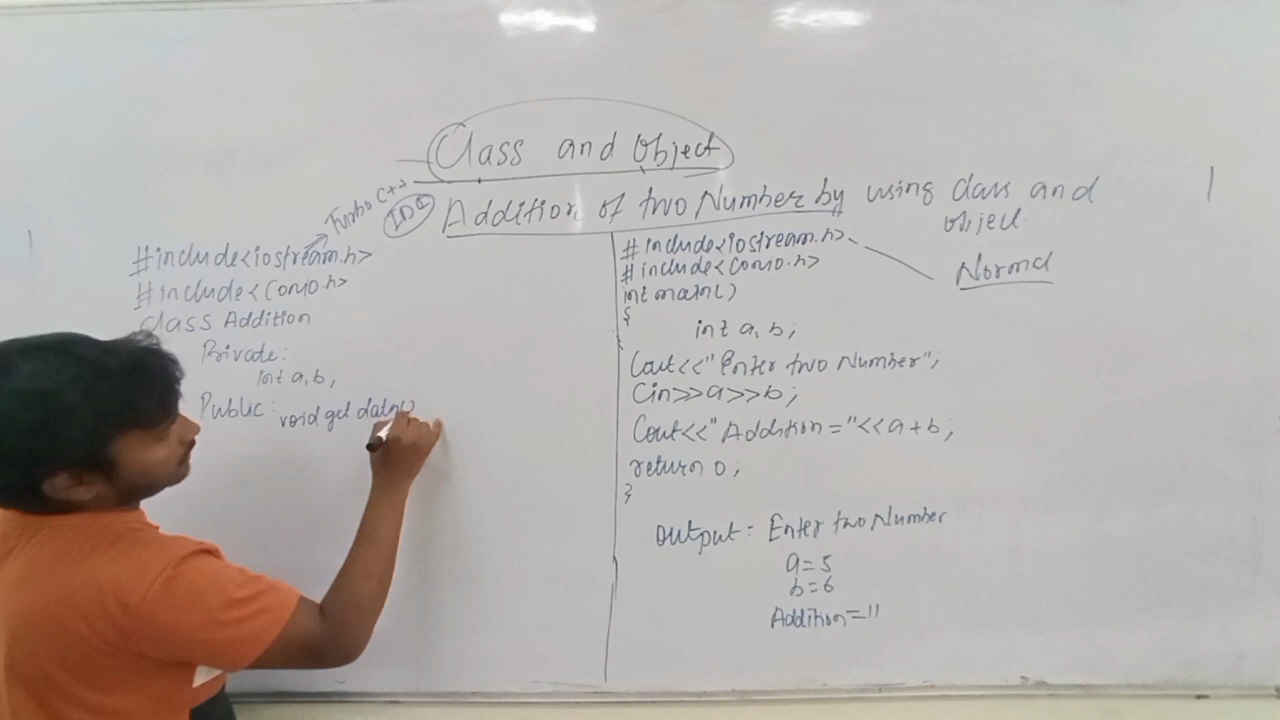 Class and Object
Addition of two Number by using class and
object
Turbo C++
IDE
#include<iostream.h>
#include<conio.h>
class Addition
Private:
int a, b,
Public: void get data()
#include<iostream.h>
#include<conio.h>
Normal
int main()
{
int a, b;
Cout<<"Enter two Number";
Cin>>a>>b;
Cout<<"Addition="<<a+b;
return 0;
}
output: Enter two Number
a=5
b=6
Addition=11